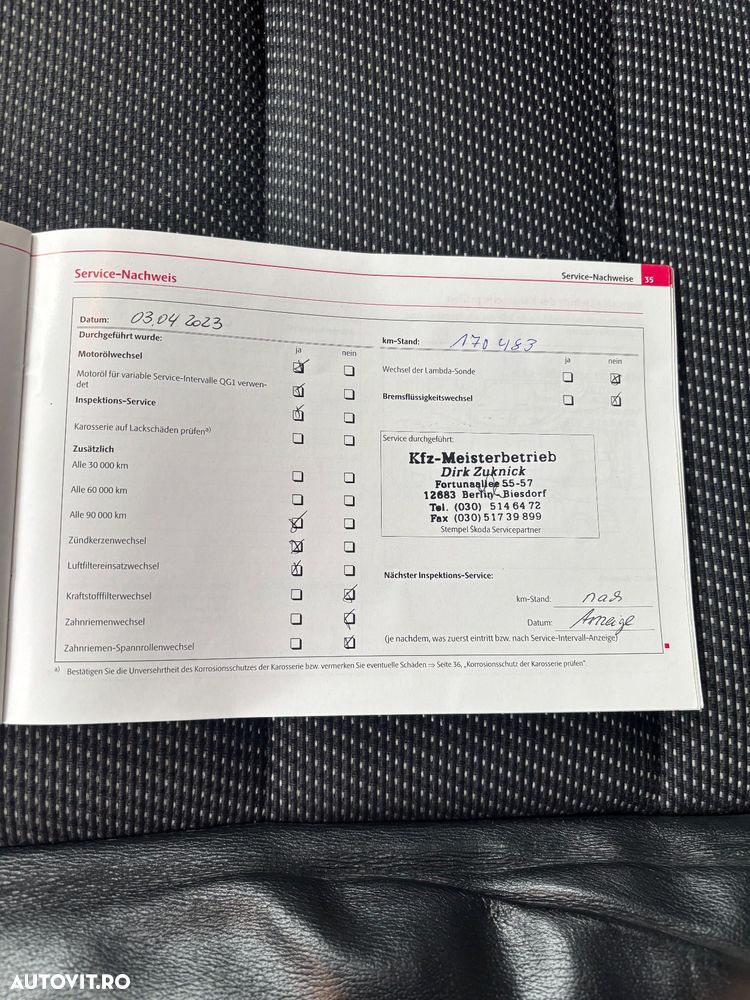 Service-Nachweis
Service-Nachweise 35
Datum: 03.04 2023
Durchgeführt wurde:
ja nein
Motorölwechsel
Motoröl für variable Service-Intervalle QG1 verwen-
det
Inspektions-Service
Karosserie auf Lackschäden prüfen a)
Zusätzlich
Alle 30 000 km
Alle 60 000 km
Alle 90 000 km
Zündkerzenwechsel
Luftfiltereinsatzwechsel
Kraftstofffilterwechsel
Zahnriemenwechsel
Zahnriemen-Spannrollenwechsel
km-Stand: 170 483
ja nein
Wechsel der Lambda-Sonde
Bremsflüssigkeitswechsel
Service durchgeführt:
Kfz-Meisterbetrieb
Dirk Zuknick
Fortunaallee 55-57
12683 Berlin-Biesdorf
Tel. (030) 514 64 72
Fax (030) 517 39 899
Stempel Skoda Servicepartner
Nächster Inspektions-Service:
km-Stand:
Datum: Anzeige
(je nachdem, was zuerst eintritt bzw. nach Service-Intervall-Anzeige)
a) Bestätigen Sie die Unversehrtheit des Korrosionsschutzes der Karosserie bzw. vermerken Sie eventuelle Schäden ⇒ Seite 36, „Korrosionsschutz der Karosserie prüfen".
AUTOVIT.RO